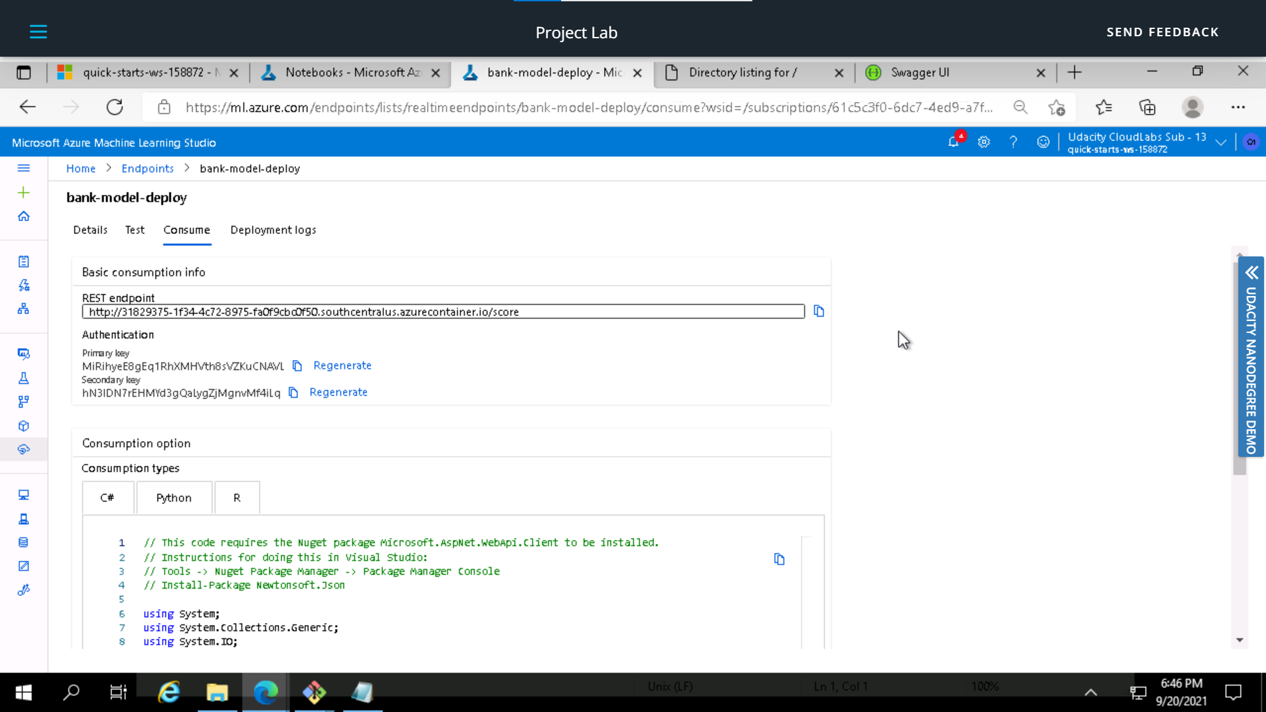 Project Lab
SEND FEEDBACK
quick-starts-ws-158872 - M
Notebooks - Microsoft Az
bank-model-deploy - Mic
Directory listing for /
Swagger UI
https://ml.azure.com/endpoints/lists/realtimeendpoints/bank-model-deploy/consume?wsid=/subscriptions/61c5c3f0-6dc7-4ed9-a7f...
Microsoft Azure Machine Learning Studio
4
Udacity CloudLabs Sub - 13
quick-starts-ws-158872
Home > Endpoints > bank-model-deploy
bank-model-deploy
Details Test Consume Deployment logs
Basic consumption info
REST endpoint
http://31829375-1f34-4c72-8975-fa0f9cbc0f50.southcentralus.azurecontainer.io/score
Authentication
Primary key
MiRihyeE8gEq1RhXMHVth8sVZKuCNAVL Regenerate
Secondary key
hN3IDN7rEHMYd3gQaLygZjMgnvMf4iLq Regenerate
Consumption option
Consumption types
C# Python R
1 // This code requires the Nuget package Microsoft.AspNet.WebApi.Client to be installed.
2 // Instructions for doing this in Visual Studio:
3 // Tools -> Nuget Package Manager -> Package Manager Console
4 // Install-Package Newtonsoft.Json
5
6 using System;
7 using System.Collections.Generic;
8 using System.IO;
UDACITY NANODEGREE DEMO
Unix (LF) Ln 1, Col 1 100%
6:46 PM
9/20/2021